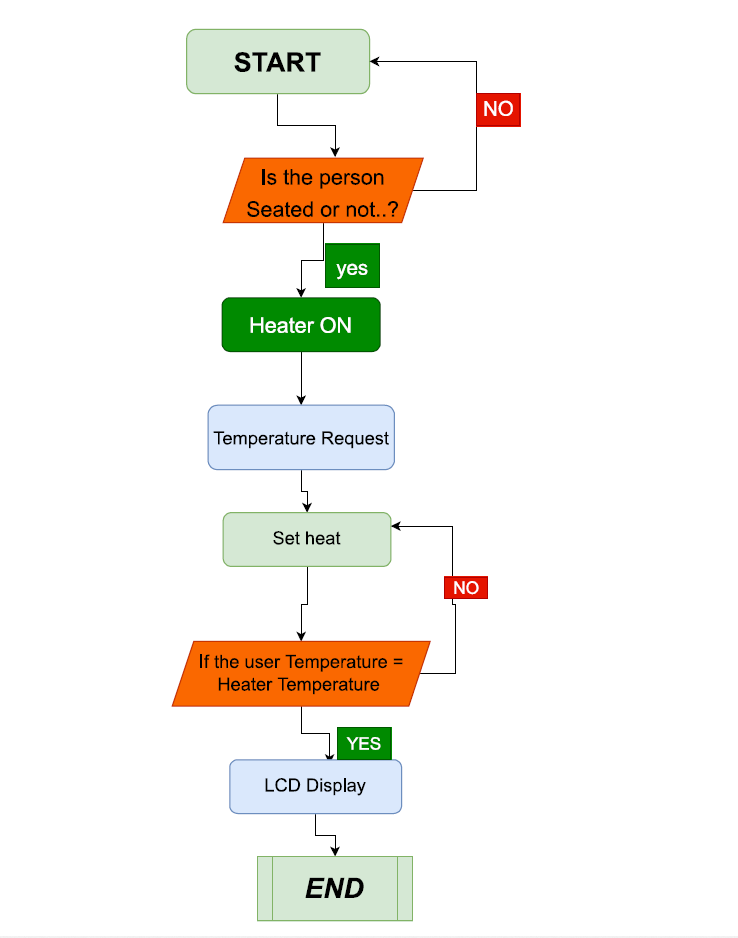 START
NO
Is the person
Seated or not..?
yes
Heater ON
Temperature Request
Set heat
NO
If the user Temperature =
Heater Temperature
YES
LCD Display
END